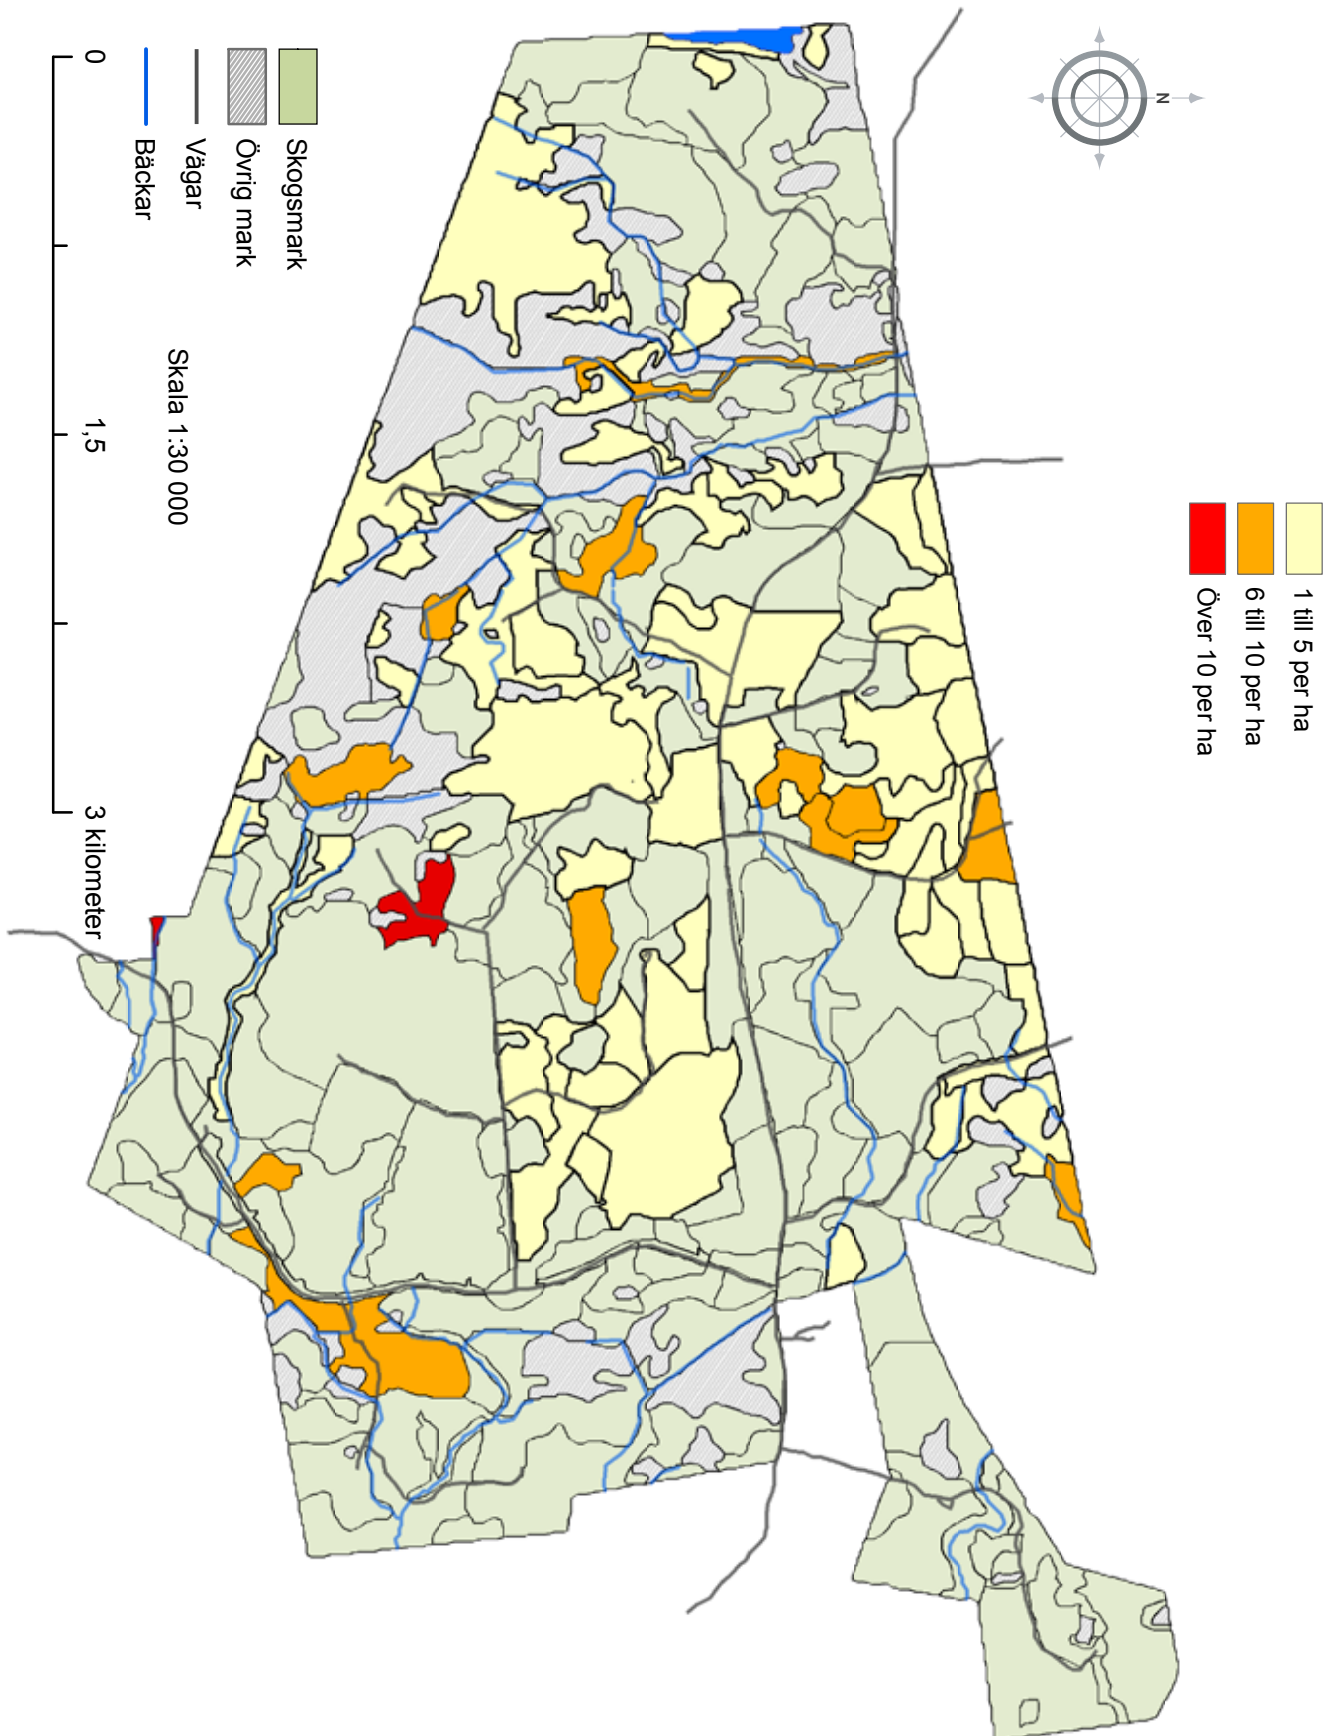 N
1 till 5 per ha
6 till 10 per ha
Över 10 per ha
Skogsmark
Övrig mark
Vägar
Bäckar
Skala 1:30 000
0
1,5
3 kilometer